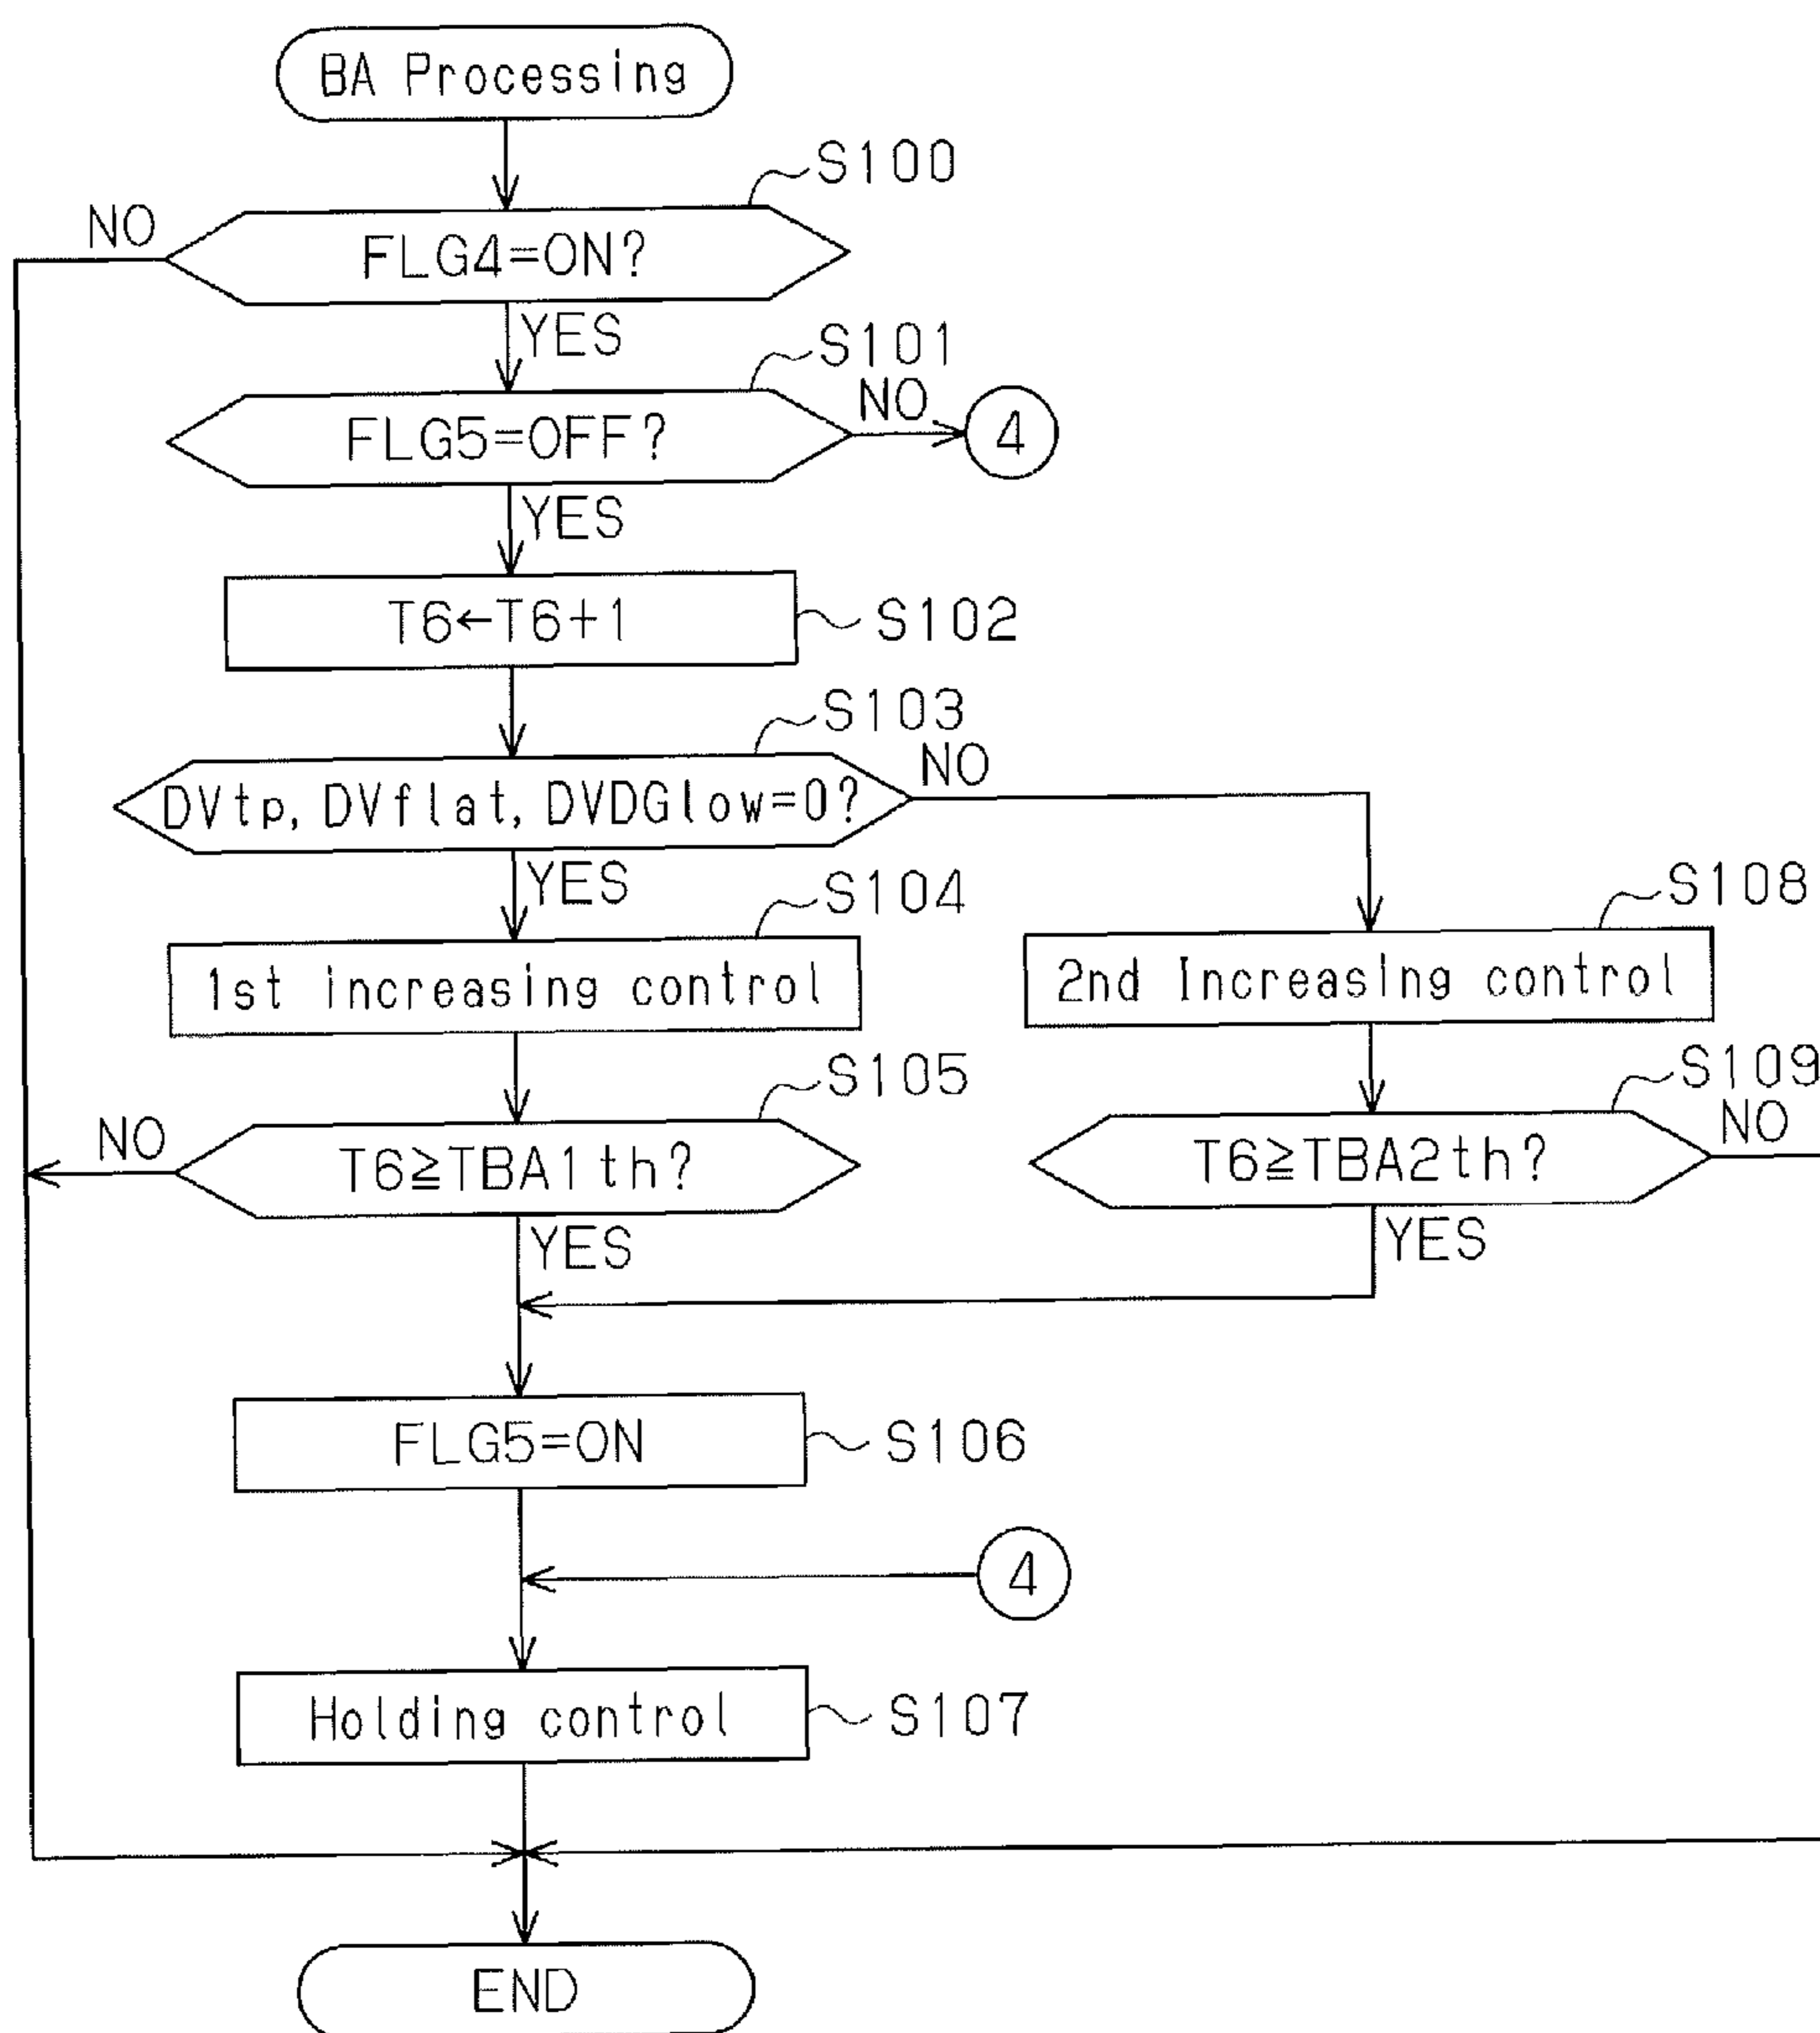 BA Processing
S100
NO
FLG4=ON?
YES
S101
NO
FLG5=OFF?
4
YES
T6←T6+1
S102
S103
NO
DVtp, DVflat, DVDGlow=0?
YES
S104
S108
1st increasing control
2nd Increasing control
S105
S109
NO
NO
T6≧TBA1th?
T6≧TBA2th?
YES
YES
FLG5=ON
S106
4
Holding control
S107
END